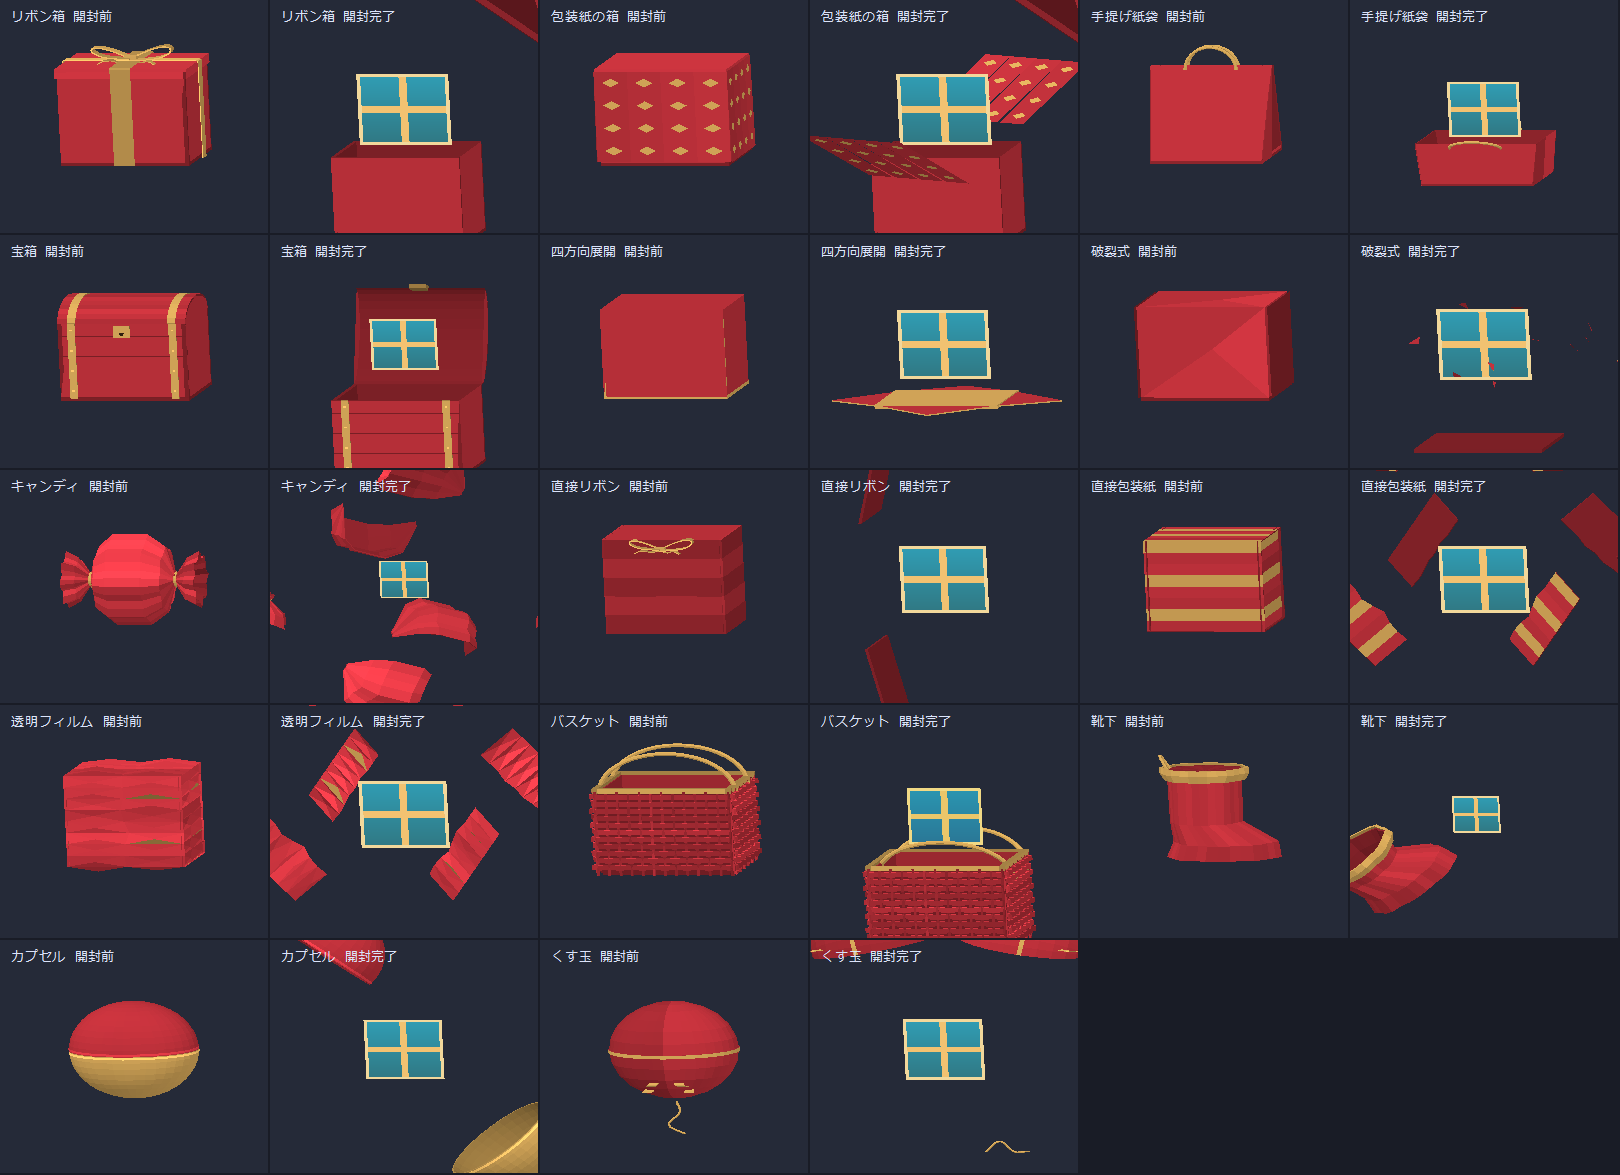 リボン箱 開封前
リボン箱 開封完了
包装紙の箱 開封前
包装紙の箱 開封完了
手提げ紙袋 開封前
手提げ紙袋 開封完了
宝箱 開封前
宝箱 開封完了
四方向展開 開封前
四方向展開 開封完了
破裂式 開封前
破裂式 開封完了
キャンディ 開封前
キャンディ 開封完了
直接リボン 開封前
直接リボン 開封完了
直接包装紙 開封前
直接包装紙 開封完了
透明フィルム 開封前
透明フィルム 開封完了
バスケット 開封前
バスケット 開封完了
靴下 開封前
靴下 開封完了
カプセル 開封前
カプセル 開封完了
くす玉 開封前
くす玉 開封完了